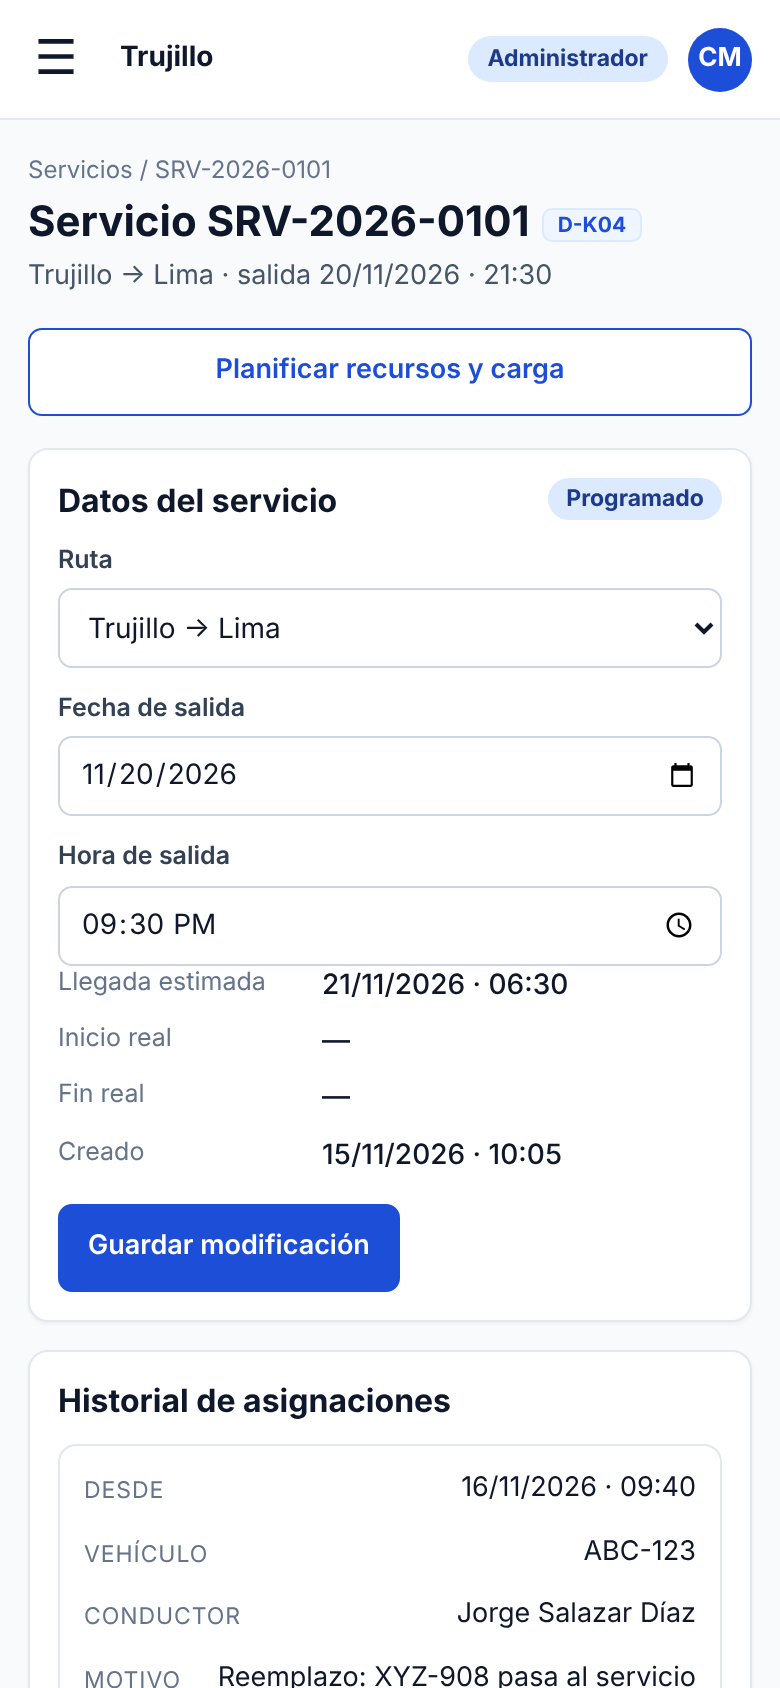 ☰ Trujillo Administrador CM
Servicios / SRV-2026-0101
Servicio SRV-2026-0101 D-K04
Trujillo → Lima · salida 20/11/2026 · 21:30
Planificar recursos y carga
Datos del servicio Programado
Ruta
Trujillo → Lima
Fecha de salida
11/20/2026
Hora de salida
09:30 PM
Llegada estimada 21/11/2026 · 06:30
Inicio real —
Fin real —
Creado 15/11/2026 · 10:05
Guardar modificación
Historial de asignaciones
DESDE 16/11/2026 · 09:40
VEHÍCULO ABC-123
CONDUCTOR Jorge Salazar Díaz
MOTIVO Reemplazo: XYZ-908 pasa al servicio